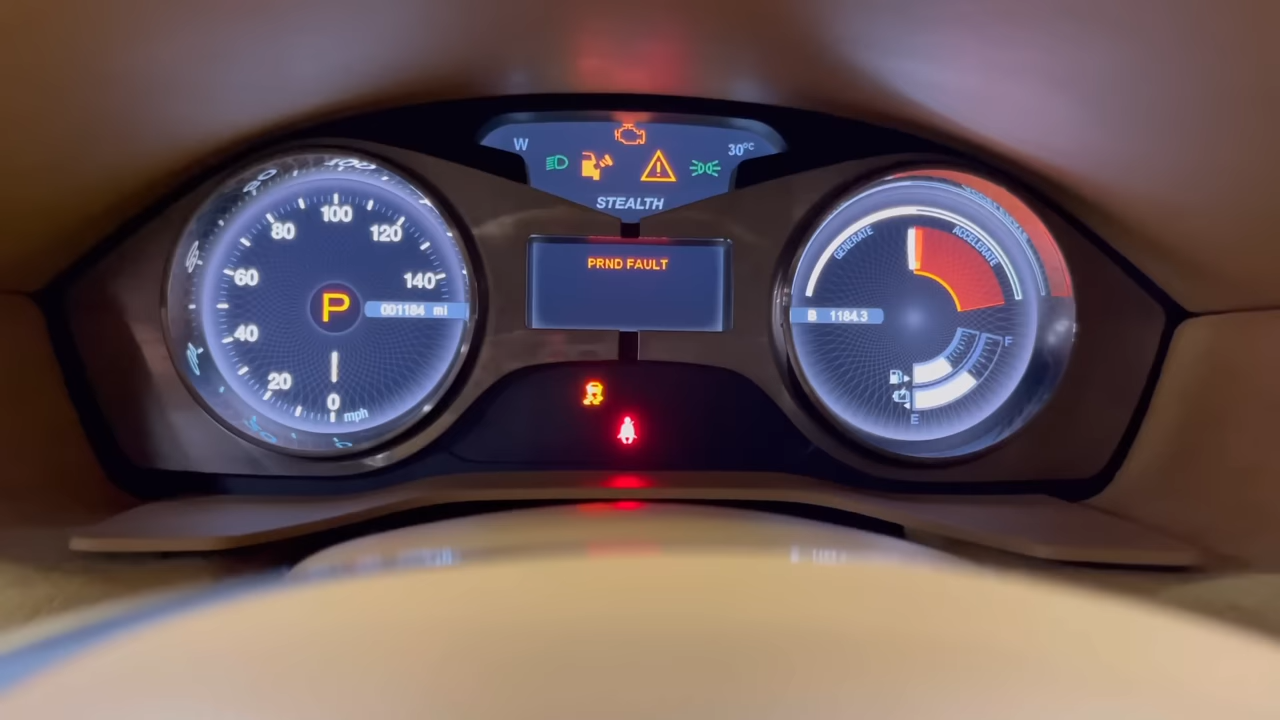 W
30°C
STEALTH
PRND FAULT
100
80
120
60
140
P
001184 mi
40
20
0
mph
GENERATE
ACCELERATE
B 1184.3
F
E